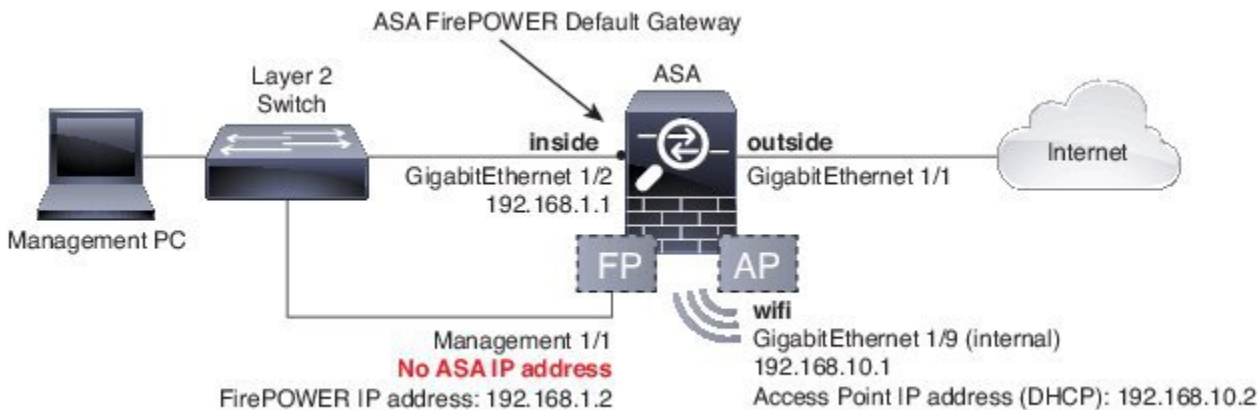 ASA FirePOWER Default Gateway
Layer 2
Switch
ASA
inside
outside
Internet
GigabitEthernet 1/2
GigabitEthernet 1/1
192.168.1.1
Management PC
FP
AP
wifi
Management 1/1
GigabitEthernet 1/9 (internal)
No ASA IP address
192.168.10.1
FirePOWER IP address: 192.168.1.2
Access Point IP address (DHCP): 192.168.10.2